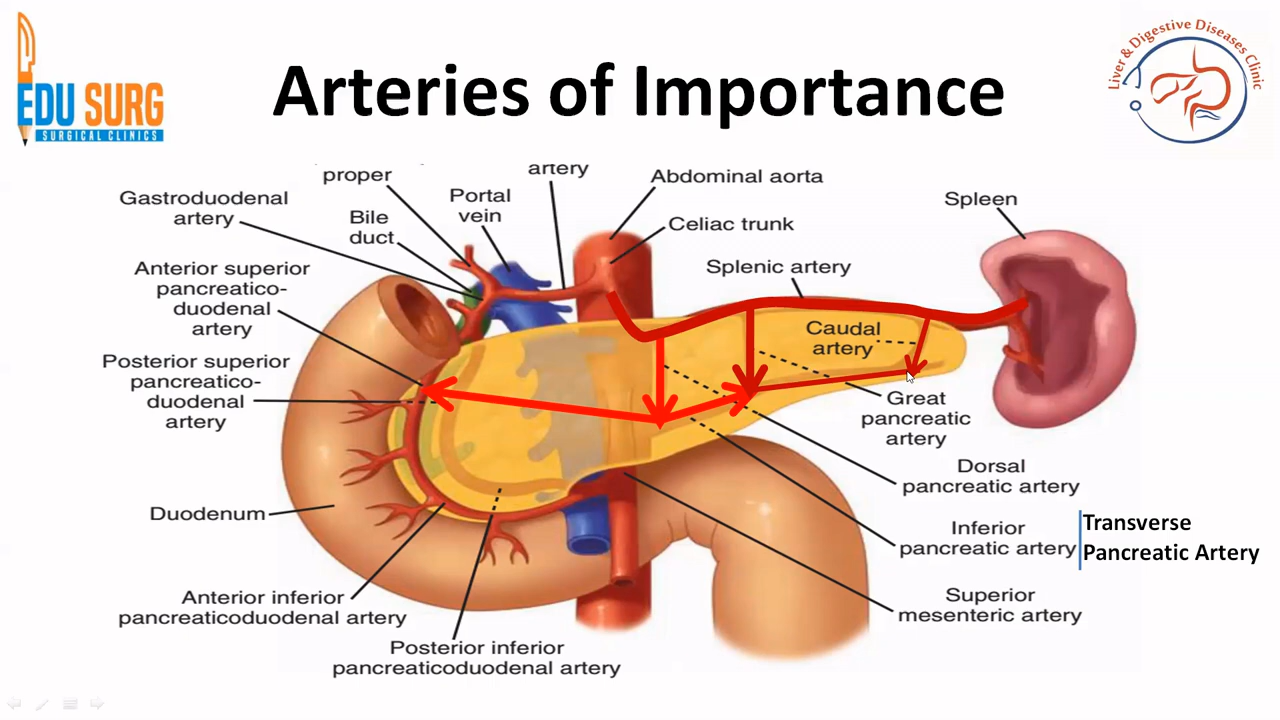 EDU SURG
SURGICAL CLINICS
Arteries of Importance
Liver & Digestive Diseases Clinic
proper
artery
Abdominal aorta
Gastroduodenal
artery
Portal
vein
Bile
duct
Celiac trunk
Spleen
Anterior superior
pancreatico-
duodenal
artery
Splenic artery
Caudal
artery
Posterior superior
pancreatico-
duodenal
artery
Great
pancreatic
artery
Dorsal
pancreatic artery
Duodenum
Inferior
pancreatic artery
Transverse
Pancreatic Artery
Anterior inferior
pancreaticoduodenal artery
Superior
mesenteric artery
Posterior inferior
pancreaticoduodenal artery